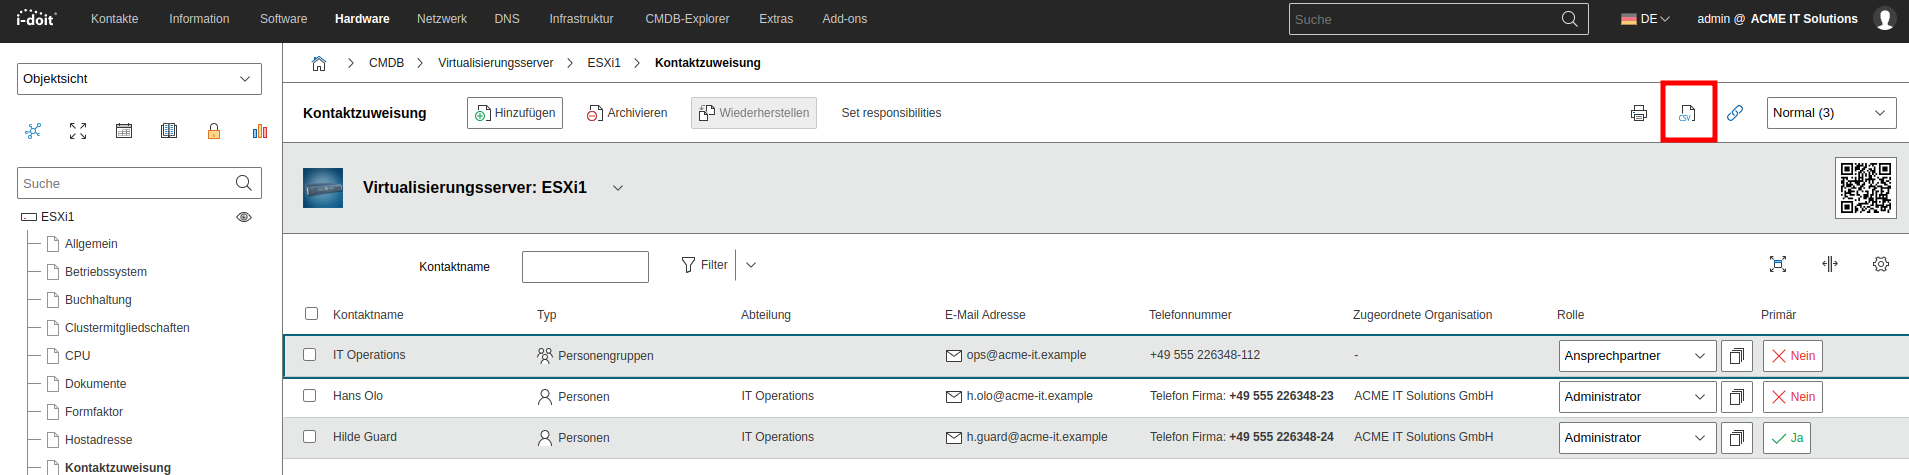 i-doit Kontakte Information Software Hardware Netzwerk DNS Infrastruktur CMDB-Explorer Extras Add-ons Suche DE admin @ ACME IT Solutions
Objektsicht
CMDB Virtualisierungsserver ESXi1 Kontaktzuweisung
Kontaktzuweisung Hinzufügen Archivieren Wiederherstellen Set responsibilities CSV Normal (3)
Suche
Virtualisierungsserver: ESXi1
ESXi1
Allgemein
Betriebssystem
Buchhaltung
Clustermitgliedschaften
CPU
Dokumente
Formfaktor
Hostadresse
Kontaktzuweisung
Kontaktname Filter
Kontaktname Typ Abteilung E-Mail Adresse Telefonnummer Zugeordnete Organisation Rolle Primär
IT Operations Personengruppen ops@acme-it.example +49 555 226348-112 - Ansprechpartner Nein
Hans Olo Personen IT Operations h.olo@acme-it.example Telefon Firma: +49 555 226348-23 ACME IT Solutions GmbH Administrator Nein
Hilde Guard Personen IT Operations h.guard@acme-it.example Telefon Firma: +49 555 226348-24 ACME IT Solutions GmbH Administrator Ja